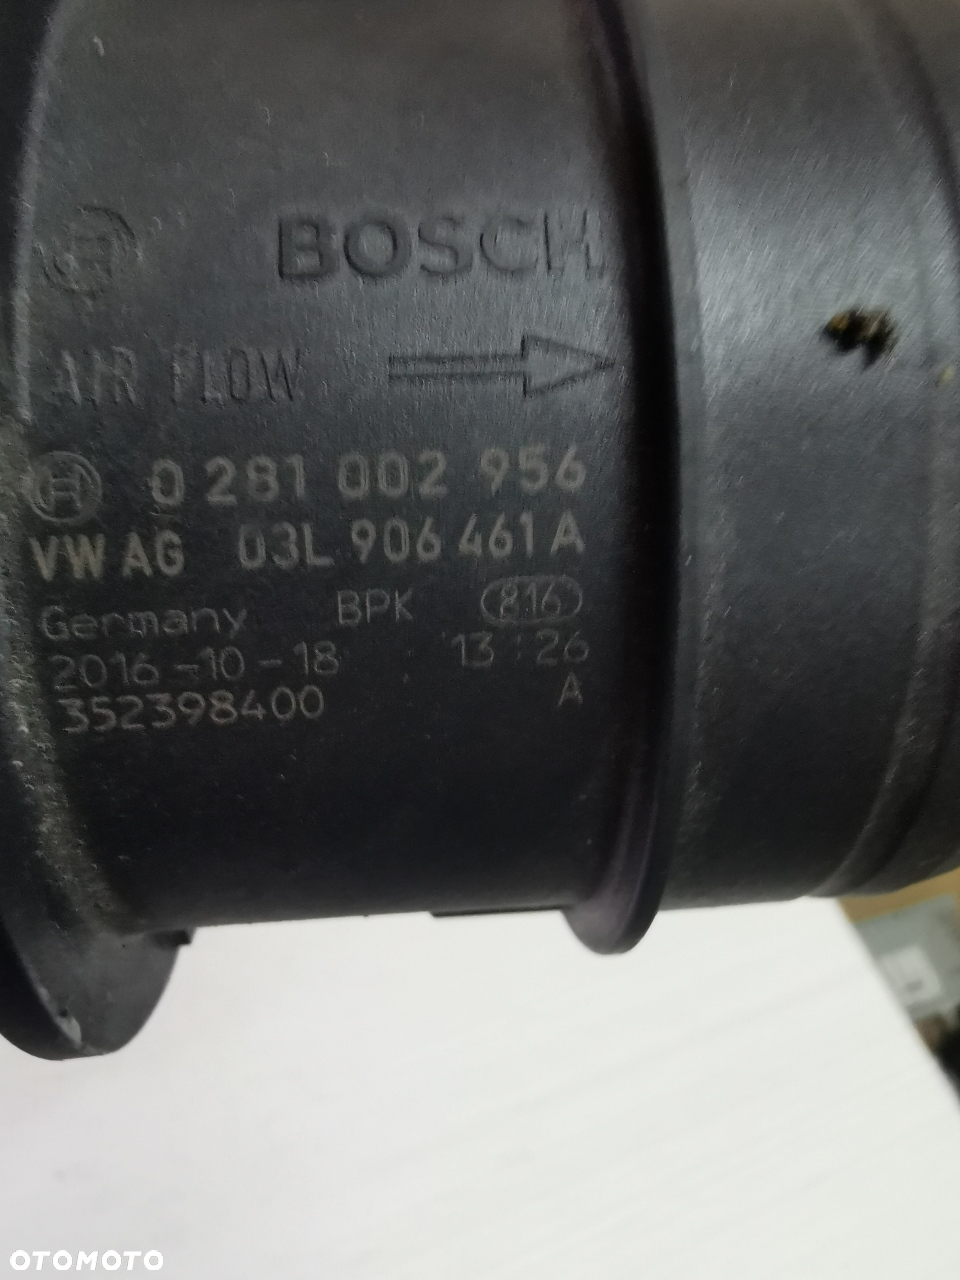 BOSCH
AIR FLOW
0 281 002 956
VW AG 03L 906 461 A
Germany BPK 816
2016-10-18 13:26
352398400 A
OTOMOTO